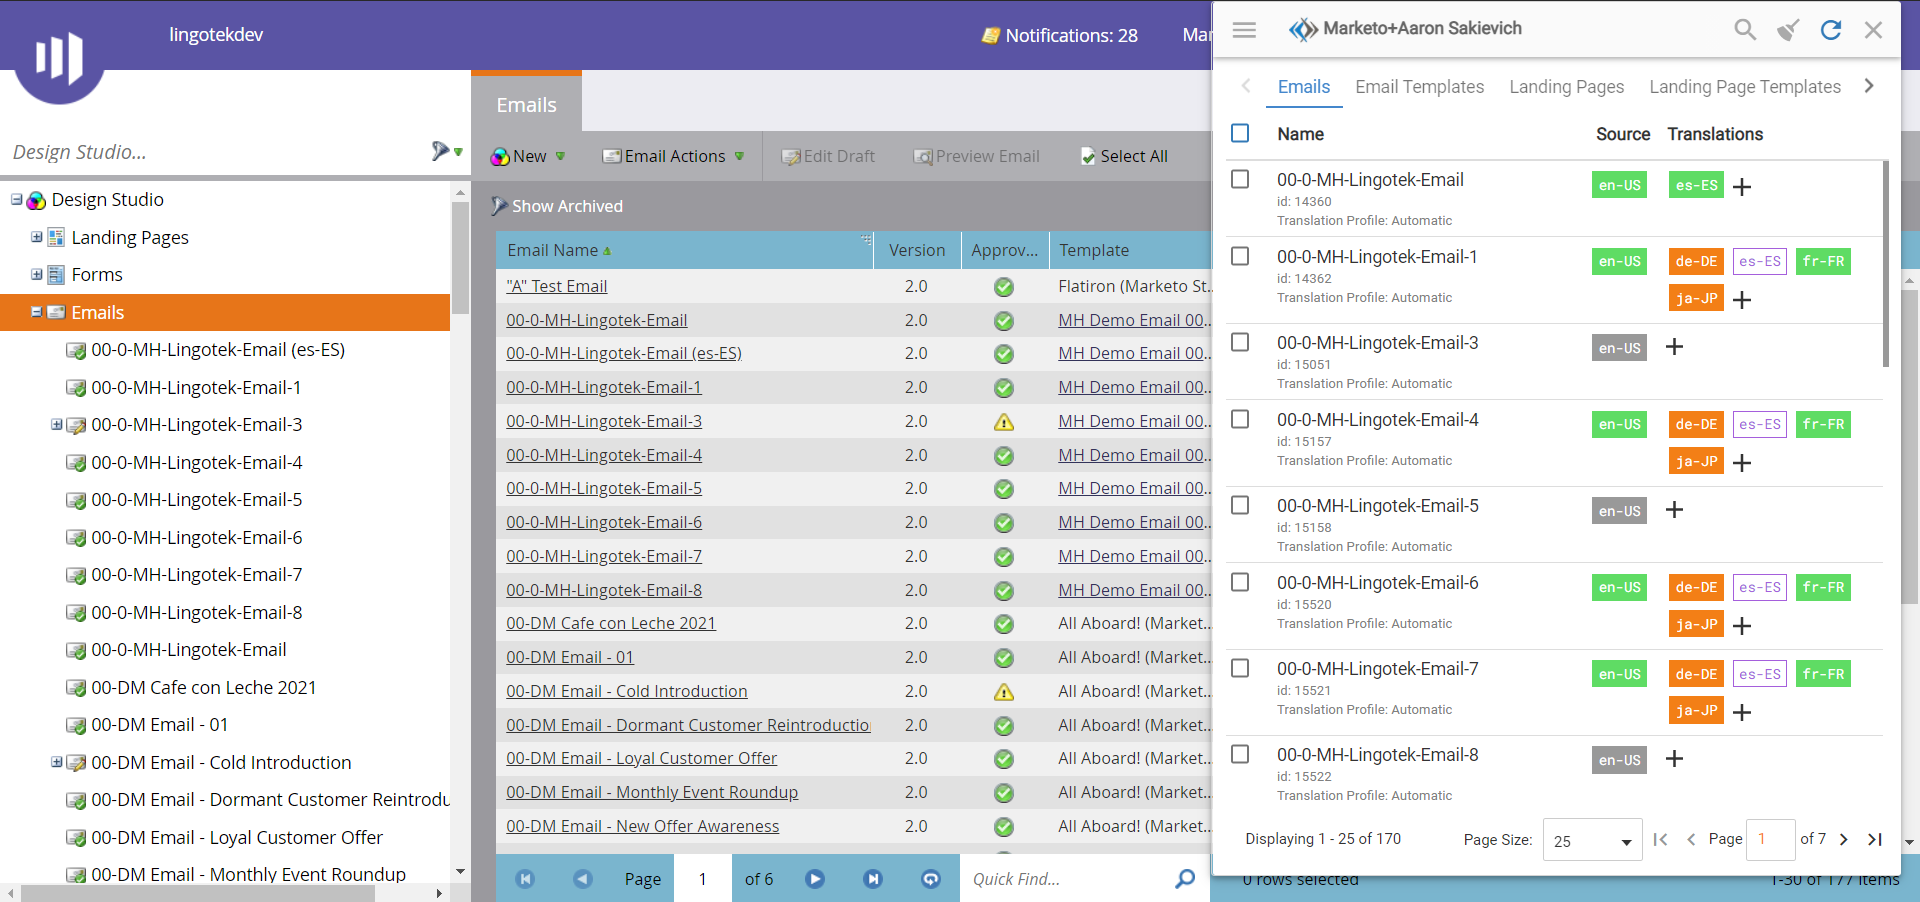 lingotekdev
Notifications: 28
Mar
Design Studio...
Design Studio
Landing Pages
Forms
Emails
00-0-MH-Lingotek-Email (es-ES)
00-0-MH-Lingotek-Email-1
00-0-MH-Lingotek-Email-3
00-0-MH-Lingotek-Email-4
00-0-MH-Lingotek-Email-5
00-0-MH-Lingotek-Email-6
00-0-MH-Lingotek-Email-7
00-0-MH-Lingotek-Email-8
00-0-MH-Lingotek-Email
00-DM Cafe con Leche 2021
00-DM Email - 01
00-DM Email - Cold Introduction
00-DM Email - Dormant Customer Reintrodu
00-DM Email - Loyal Customer Offer
00-DM Email - Monthly Event Roundup
Emails
New Email Actions Edit Draft Preview Email Select All
Show Archived
Email Name Version Approv... Template
"A" Test Email 2.0 Flatiron (Marketo St...
00-0-MH-Lingotek-Email 2.0 MH Demo Email 00...
00-0-MH-Lingotek-Email (es-ES) 2.0 MH Demo Email 00...
00-0-MH-Lingotek-Email-1 2.0 MH Demo Email 00...
00-0-MH-Lingotek-Email-3 2.0 MH Demo Email 00...
00-0-MH-Lingotek-Email-4 2.0 MH Demo Email 00...
00-0-MH-Lingotek-Email-5 2.0 MH Demo Email 00...
00-0-MH-Lingotek-Email-6 2.0 MH Demo Email 00...
00-0-MH-Lingotek-Email-7 2.0 MH Demo Email 00...
00-0-MH-Lingotek-Email-8 2.0 MH Demo Email 00...
00-DM Cafe con Leche 2021 2.0 All Aboard! (Market...
00-DM Email - 01 2.0 All Aboard! (Market...
00-DM Email - Cold Introduction 2.0 All Aboard! (Market...
00-DM Email - Dormant Customer Reintroductio 2.0 All Aboard! (Market...
00-DM Email - Loyal Customer Offer 2.0 All Aboard! (Market...
00-DM Email - Monthly Event Roundup 2.0 All Aboard! (Market...
00-DM Email - New Offer Awareness 2.0 All Aboard! (Market...
Page 1 of 6 Quick Find...
0 rows selected 1-30 of 177 items
Marketo+Aaron Sakievich
Emails Email Templates Landing Pages Landing Page Templates
Name Source Translations
00-0-MH-Lingotek-Email en-US es-ES
id: 14360
Translation Profile: Automatic
00-0-MH-Lingotek-Email-1 en-US de-DE es-ES fr-FR
id: 14362
Translation Profile: Automatic ja-JP
00-0-MH-Lingotek-Email-3 en-US
id: 15051
Translation Profile: Automatic
00-0-MH-Lingotek-Email-4 en-US de-DE es-ES fr-FR
id: 15157
Translation Profile: Automatic ja-JP
00-0-MH-Lingotek-Email-5 en-US
id: 15158
Translation Profile: Automatic
00-0-MH-Lingotek-Email-6 en-US de-DE es-ES fr-FR
id: 15520
Translation Profile: Automatic ja-JP
00-0-MH-Lingotek-Email-7 en-US de-DE es-ES fr-FR
id: 15521
Translation Profile: Automatic ja-JP
00-0-MH-Lingotek-Email-8 en-US
id: 15522
Translation Profile: Automatic
Displaying 1 - 25 of 170 Page Size: 25 Page 1 of 7